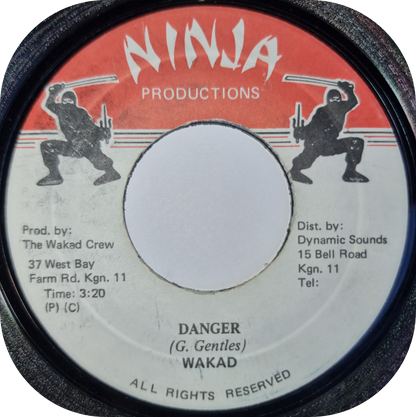 NINJA
PRODUCTIONS
Prod. by:
The Wakad Crew
37 West Bay
Farm Rd. Kgn. 11
Time: 3:20
(P) (C)
Dist. by:
Dynamic Sounds
15 Bell Road
Kgn. 11
Tel:
DANGER
(G. Gentles)
WAKAD
ALL RIGHTS RESERVED